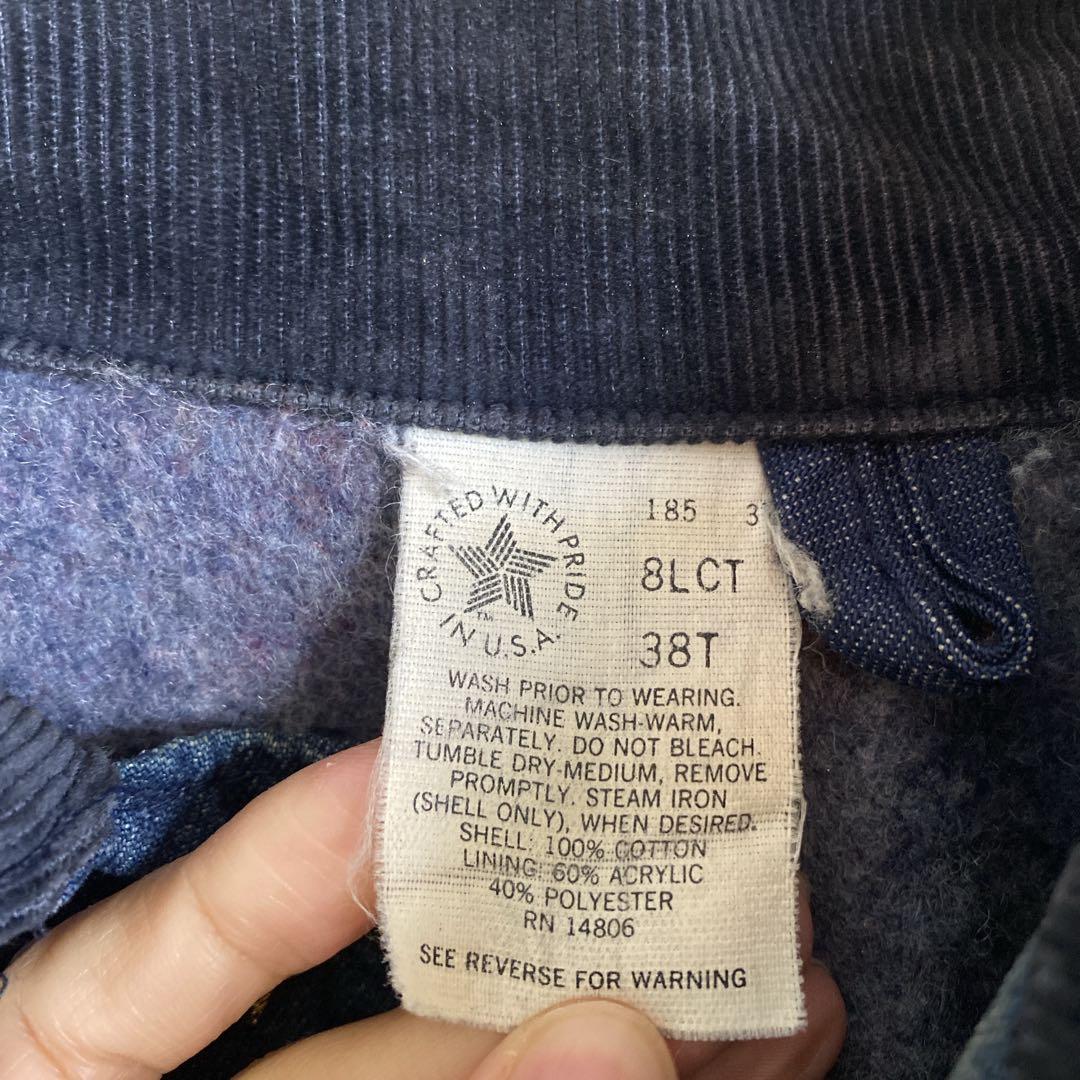 CRAFTED WITH PRIDE
IN U.S.A.
TM
185 3
8LCT
38T
WASH PRIOR TO WEARING.
MACHINE WASH-WARM,
SEPARATELY. DO NOT BLEACH.
TUMBLE DRY-MEDIUM, REMOVE
PROMPTLY. STEAM IRON
(SHELL ONLY), WHEN DESIRED.
SHELL: 100% COTTON
LINING: 60% ACRYLIC
40% POLYESTER
RN 14806
SEE REVERSE FOR WARNING